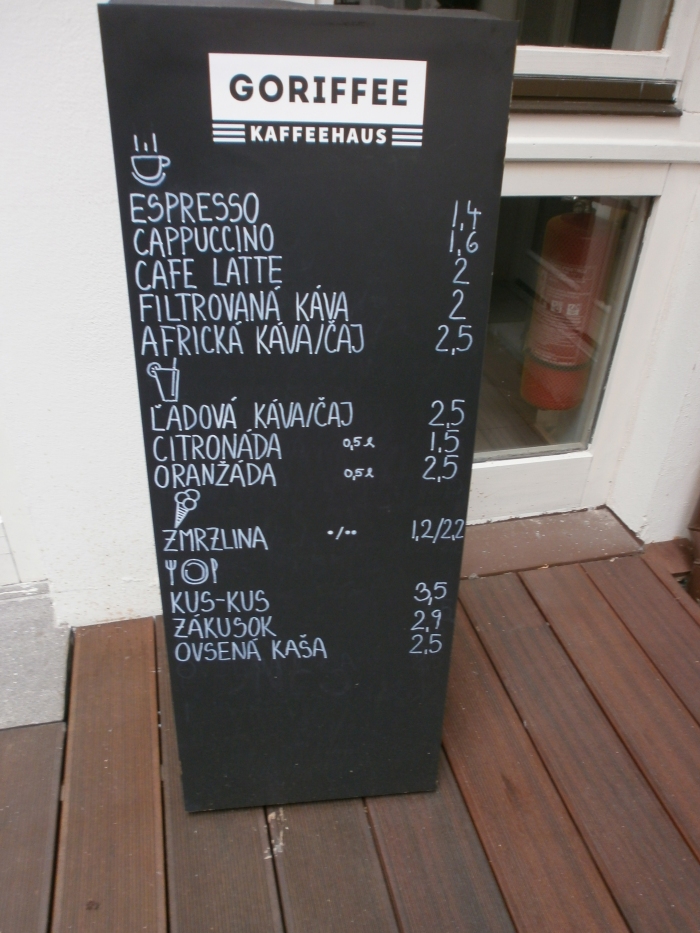 GORIFFEE
KAFFEEHAUS
ESPRESSO 1,4
CAPPUCCINO 1,6
CAFE LATTE 2
FILTROVANÁ KÁVA 2
AFRICKÁ KÁVA/ČAJ 2,5
ĽADOVÁ KÁVA/ČAJ 2,5
CITRONÁDA 0,5 l 1,5
ORANŽÁDA 0,5 l 2,5
ZMRZLINA •/•• 1,2/2,2
KUS-KUS 3,5
ZÁKUSOK 2,9
OVSENÁ KAŠA 2,5